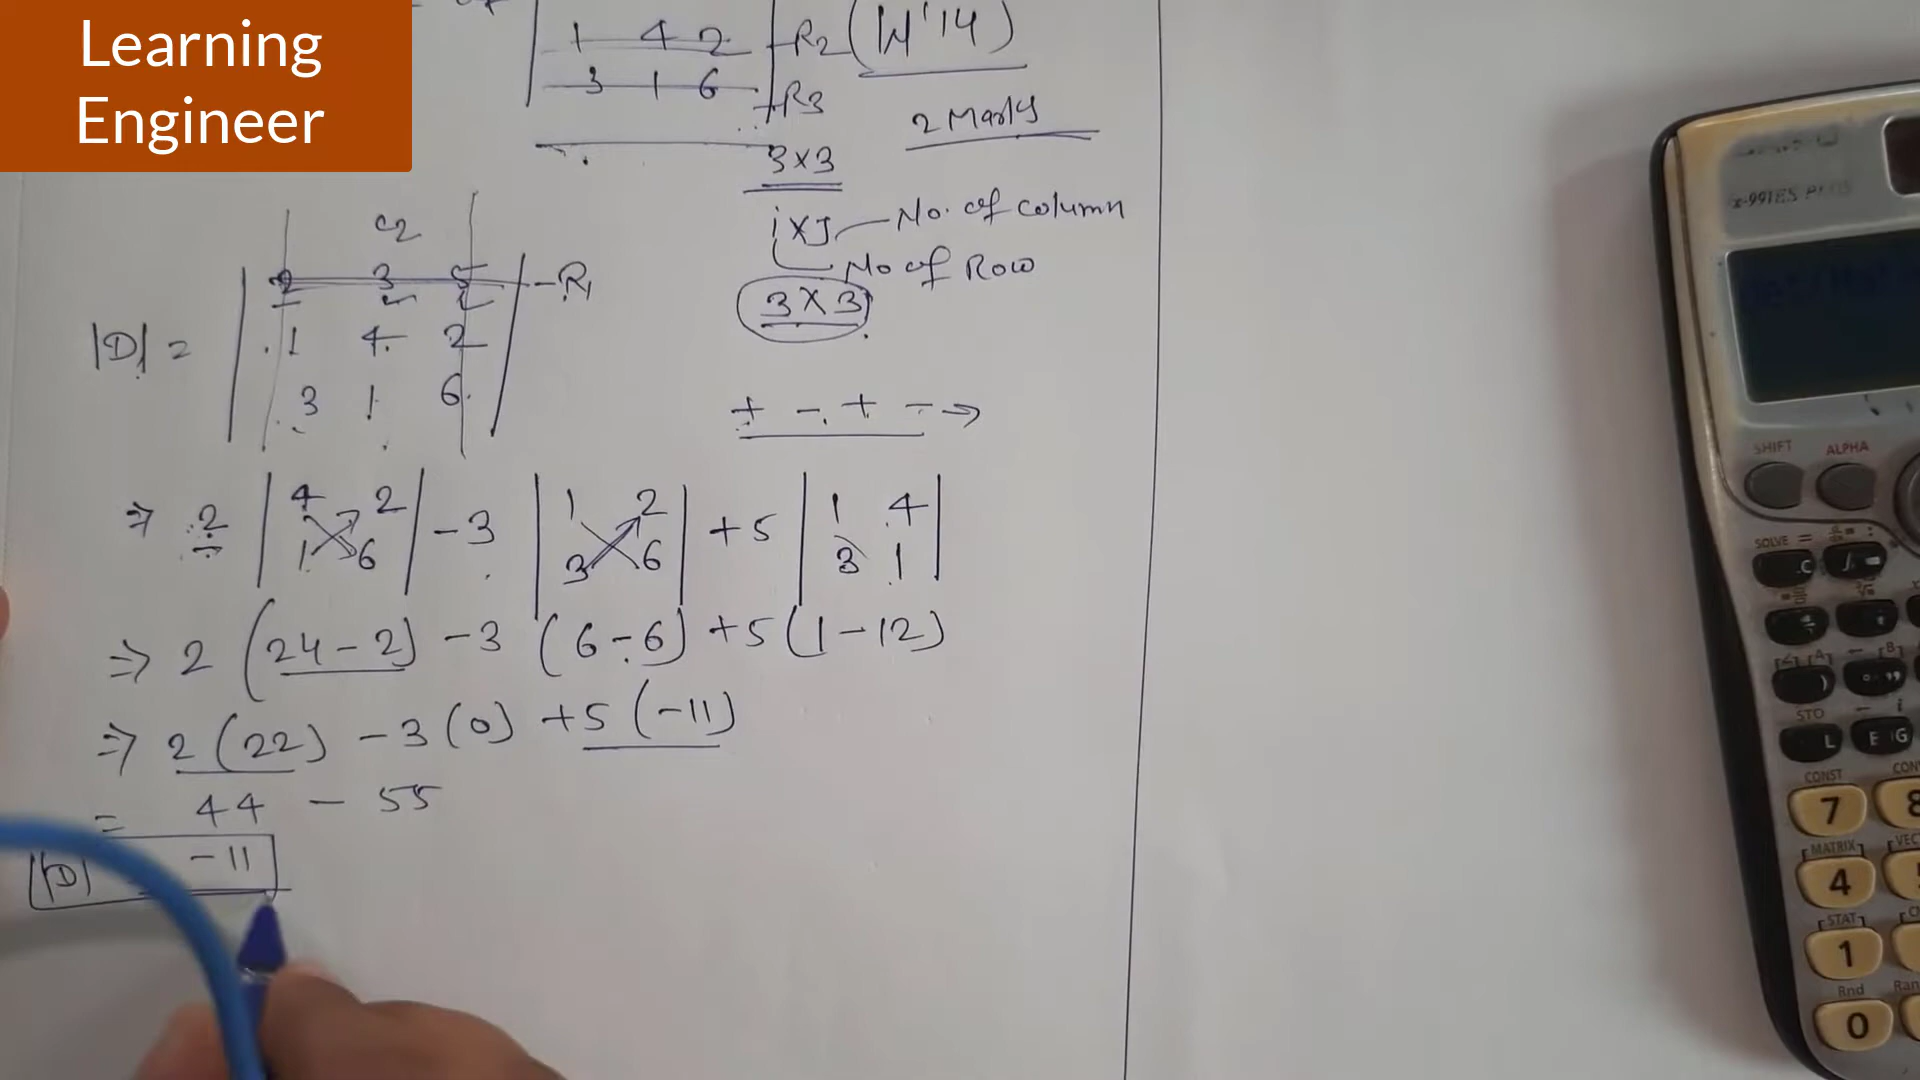 Learning
Engineer
1 4 2 R2 (W'14)
3 1 6 R3
2 Marks
3x3
C2
ixJ - No. of column
No of Row
2 3 5 - R1
|D| = 1 4 2
3 1 6
3 X 3
+ - + - →
⇒ 2 | 4 2 | - 3 | 1 2 | + 5 | 1 4 |
1 6 3 6 3 1
⇒ 2 (24 - 2) - 3 (6 - 6) + 5 (1 - 12)
⇒ 2 (22) - 3 (0) + 5 (-11)
= 44 - 55
|D| -11
SHIFT ALPHA
SOLVE =
STO
CONST
7 8
MATRIX
4
STAT
1
Rnd Ran
0